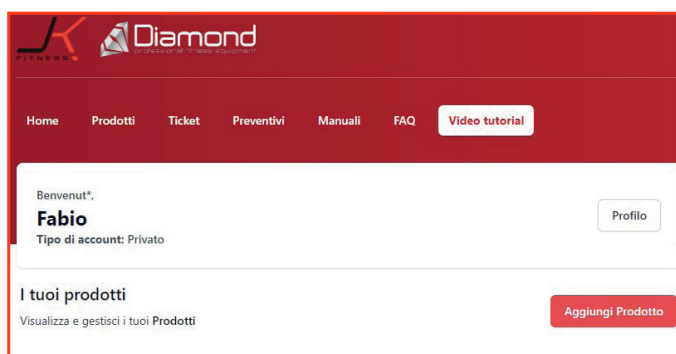 JK
FITNESS
Diamond
professional fitness equipment
Home Prodotti Ticket Preventivi Manuali FAQ Video tutorial
Benvenut*,
Fabio
Profilo
Tipo di account: Privato
I tuoi prodotti
Aggiungi Prodotto
Visualizza e gestisci i tuoi Prodotti